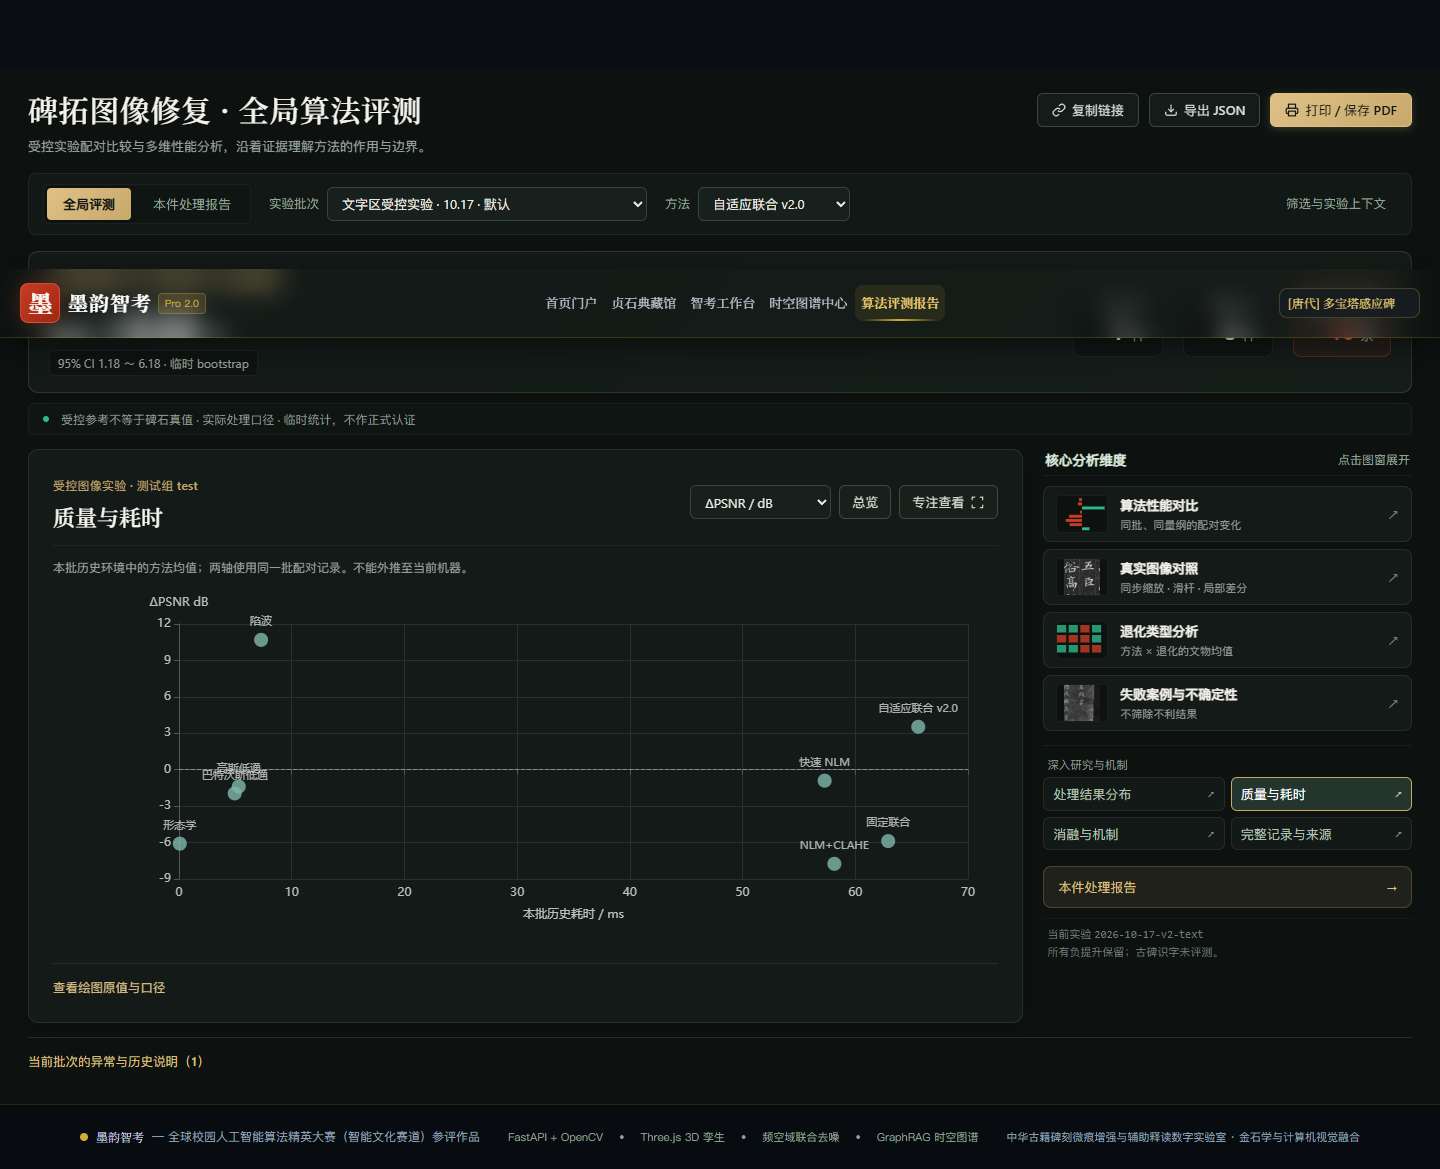 碑拓图像修复 · 全局算法评测
复制链接
导出 JSON
打印 / 保存 PDF
受控实验配对比较与多维性能分析，沿着证据理解方法的作用与边界。
全局评测
本件处理报告
实验批次
文字区受控实验 · 10.17 · 默认
方法
自适应联合 v2.0
筛选与实验上下文
墨
墨韵智考
Pro 2.0
首页门户
贞石典藏馆
智考工作台
时空图谱中心
算法评测报告
[唐代] 多宝塔感应碑
95% CI 1.18 ～ 6.18 · 临时 bootstrap
受控参考不等于碑石真值 · 实际处理口径 · 临时统计，不作正式认证
受控图像实验 · 测试组 test
质量与耗时
ΔPSNR / dB
总览
专注查看
本批历史环境中的方法均值；两轴使用同一批配对记录。不能外推至当前机器。
ΔPSNR dB
12
9
6
3
0
-3
-6
-9
陷波
自适应联合 v2.0
高斯低通
巴特沃斯低通
快速 NLM
形态学
固定联合
NLM+CLAHE
0
10
20
30
40
50
60
70
本批历史耗时 / ms
查看绘图原值与口径
核心分析维度
点击图窗展开
算法性能对比
同批、同量纲的配对变化
真实图像对照
同步缩放 · 滑杆 · 局部差分
退化类型分析
方法 × 退化的文物均值
失败案例与不确定性
不筛除不利结果
深入研究与机制
处理结果分布
质量与耗时
消融与机制
完整记录与来源
本件处理报告
当前实验 2026-10-17-v2-text
所有负提升保留；古碑识字未评测。
当前批次的异常与历史说明（1）
墨韵智考 — 全球校园人工智能算法精英大赛（智能文化赛道）参评作品
FastAPI + OpenCV • Three.js 3D 孪生 • 频空域联合去噪 • GraphRAG 时空图谱
中华古籍碑刻微痕增强与辅助释读数字实验室 · 金石学与计算机视觉融合